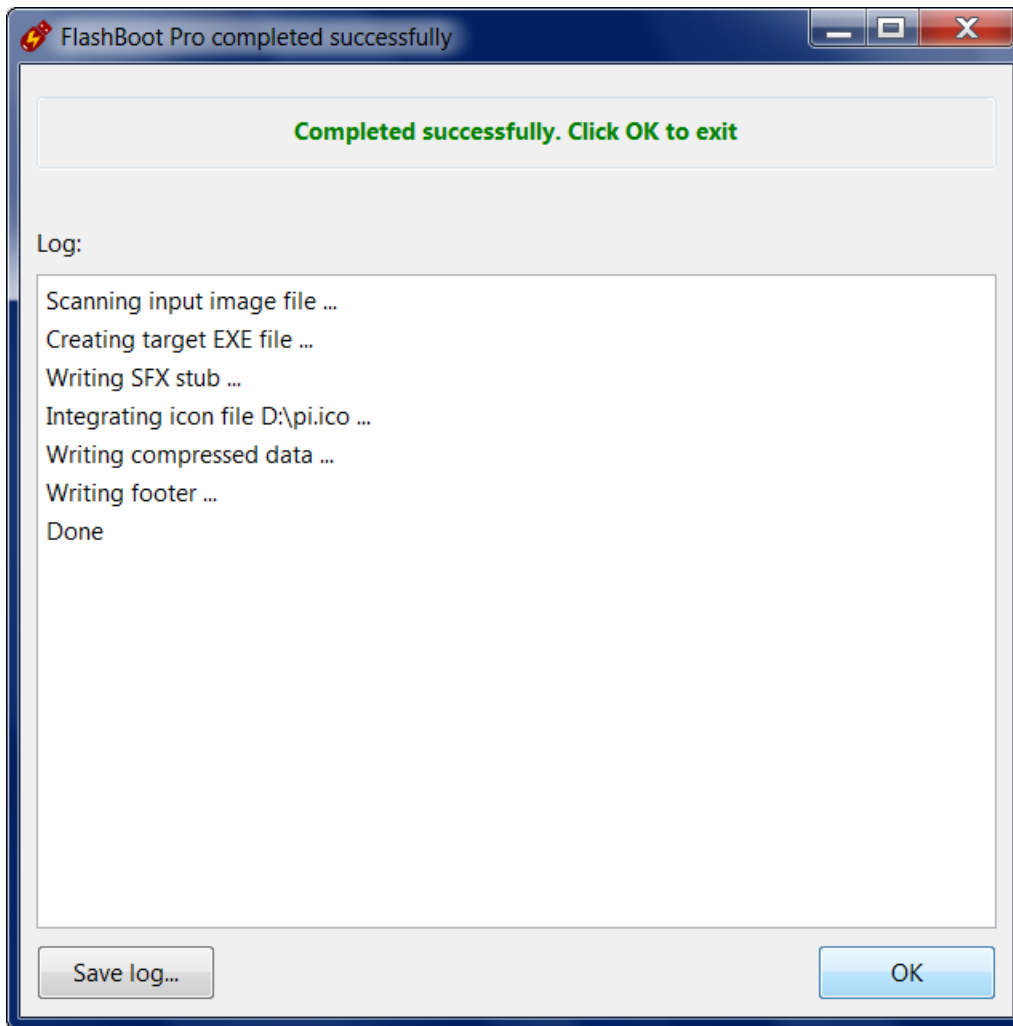 FlashBoot Pro completed successfully
Completed successfully. Click OK to exit
Log:
Scanning input image file ...
Creating target EXE file ...
Writing SFX stub ...
Integrating icon file D:\pi.ico ...
Writing compressed data ...
Writing footer ...
Done
Save log...
OK